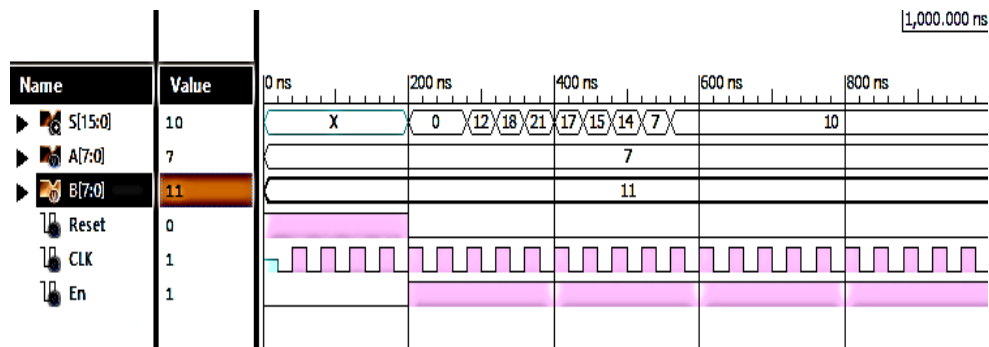 1,000.000 ns
Name Value 0 ns 200 ns 400 ns 600 ns 800 ns
S[15:0] 10 X 0 12 18 21 17 15 14 7 10
A[7:0] 7 7
B[7:0] 11 11
Reset 0
CLK 1
En 1